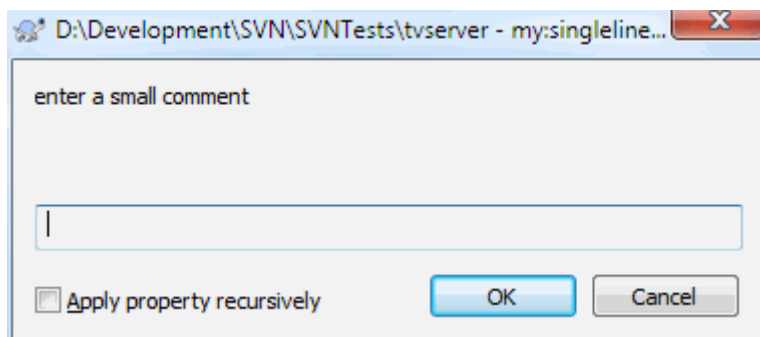 D:\Development\SVN\SVNTests\tvserver - my:singleline...
enter a small comment
Apply property recursively
OK
Cancel